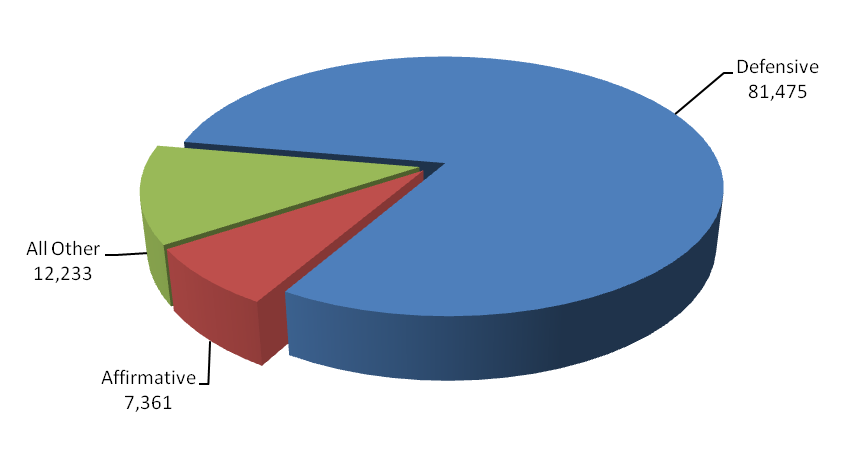 Defensive
81,475
All Other
12,233
Affirmative
7,361